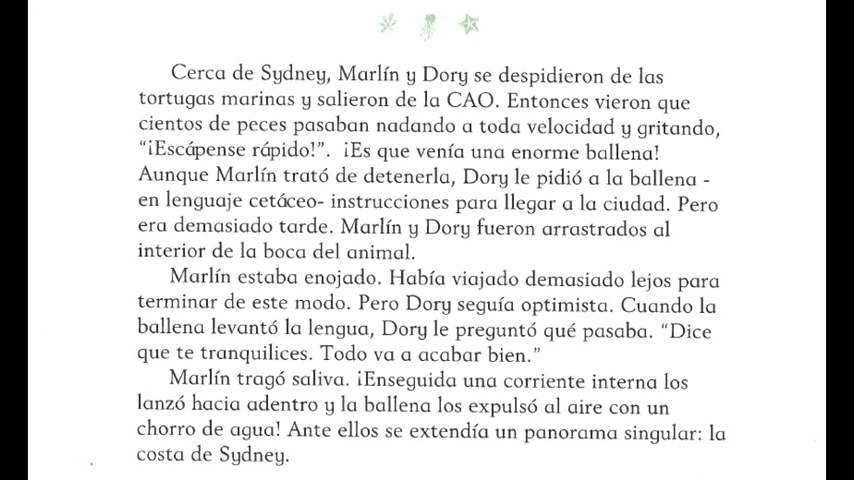 Cerca de Sydney, Marlín y Dory se despidieron de las
tortugas marinas y salieron de la CAO. Entonces vieron que
cientos de peces pasaban nadando a toda velocidad y gritando,
“¡Escápense rápido!”. ¡Es que venía una enorme ballena!
Aunque Marlín trató de detenerla, Dory le pidió a la ballena -
en lenguaje cetáceo- instrucciones para llegar a la ciudad. Pero
era demasiado tarde. Marlín y Dory fueron arrastrados al
interior de la boca del animal.
Marlín estaba enojado. Había viajado demasiado lejos para
terminar de este modo. Pero Dory seguía optimista. Cuando la
ballena levantó la lengua, Dory le preguntó qué pasaba. “Dice
que te tranquilices. Todo va a acabar bien.”
Marlín tragó saliva. ¡Enseguida una corriente interna los
lanzó hacia adentro y la ballena los expulsó al aire con un
chorro de agua! Ante ellos se extendía un panorama singular: la
costa de Sydney.